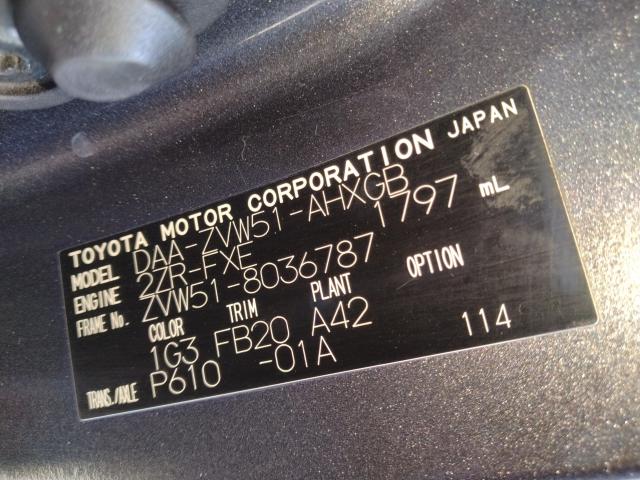 TOYOTA MOTOR CORPORATION JAPAN
MODEL DAA-ZVW51-AHXGB
ENGINE 2ZR-FXE 1797 mL
FRAME No. ZVW51-8036787
COLOR TRIM PLANT OPTION
1G3 FB20 A42
TRANS./AXLE P610 -01A 114